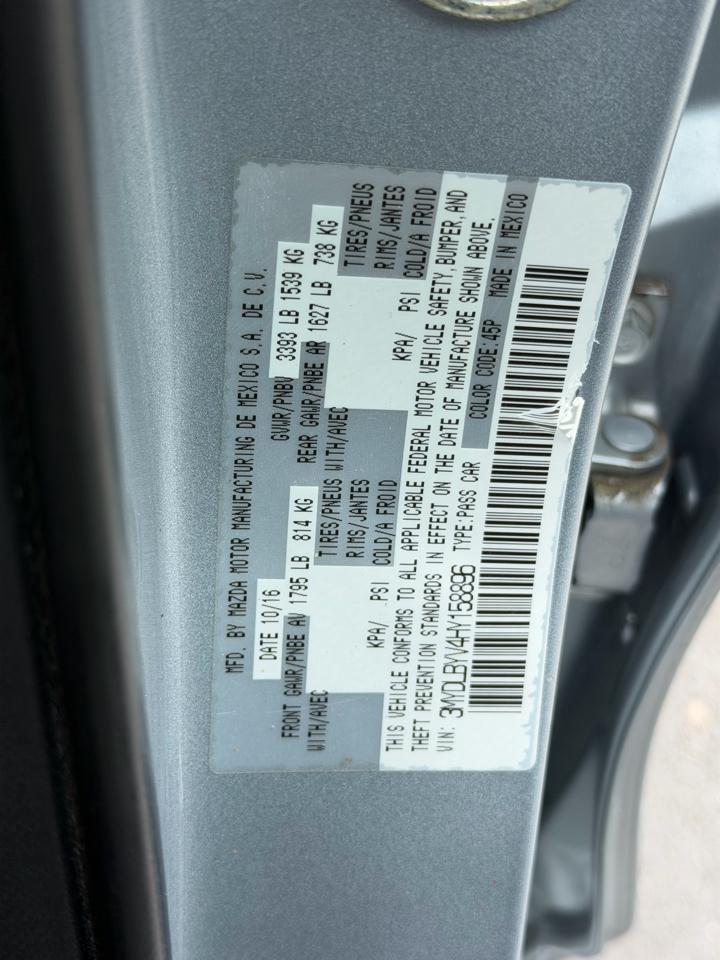 MFD. BY MAZDA MOTOR MANUFACTURING DE MEXICO S.A. DE C.V.
DATE 10/16 GVWR/PNBV 3393 LB 1539 KG
FRONT GAWR/PNBE AV 1795 LB 814 KG REAR GAWR/PNBE AR 1627 LB 738 KG
WITH/AVEC TIRES/PNEUS WITH/AVEC TIRES/PNEUS
RIMS/JANTES RIMS/JANTES
KPA/ PSI COLD/A FROID KPA/ PSI COLD/A FROID
THIS VEHICLE CONFORMS TO ALL APPLICABLE FEDERAL MOTOR VEHICLE SAFETY, BUMPER, AND
THEFT PREVENTION STANDARDS IN EFFECT ON THE DATE OF MANUFACTURE SHOWN ABOVE.
VIN: 3MYDLBYV4HY158896 TYPE:PASS CAR COLOR CODE:45P MADE IN MEXICO